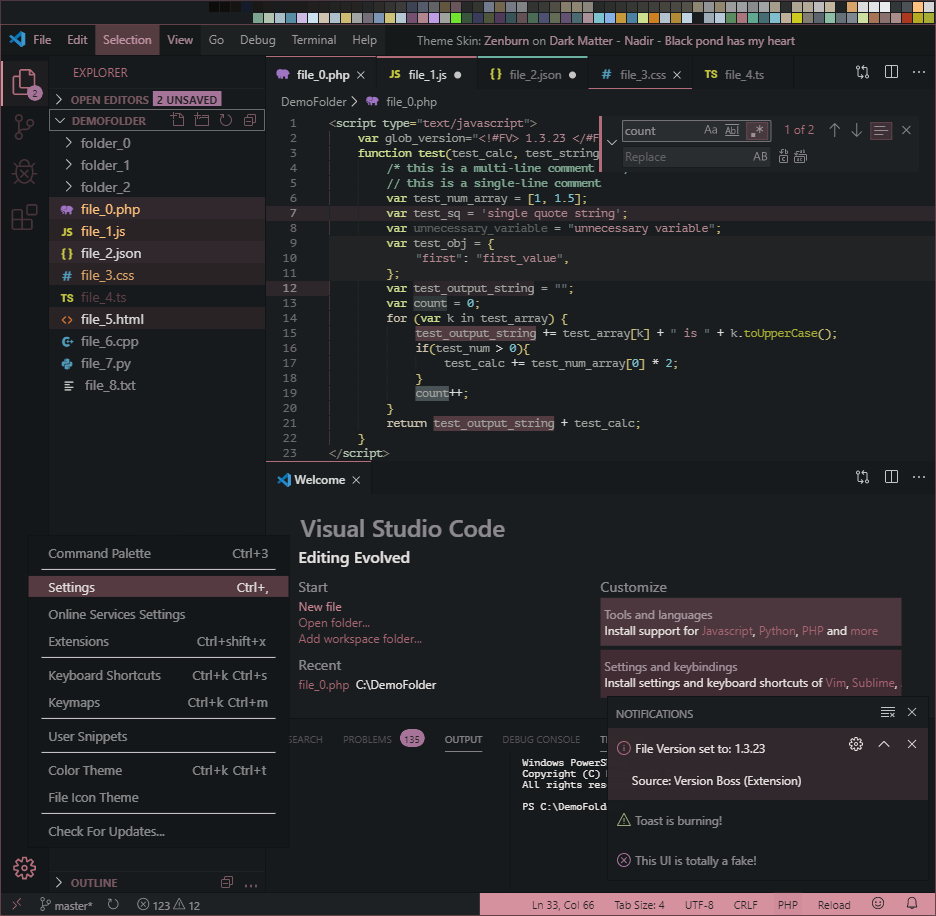 File Edit Selection View Go Debug Terminal Help Theme Skin: Zenburn on Dark Matter - Nadir - Black pond has my heart
2
EXPLORER
OPEN EDITORS 2 UNSAVED
DEMOFOLDER
folder_0
folder_1
folder_2
file_0.php
JS file_1.js
{} file_2.json
# file_3.css
TS file_4.ts
<> file_5.html
file_6.cpp
file_7.py
file_8.txt
file_0.php JS file_1.js {} file_2.json # file_3.css TS file_4.ts
DemoFolder > file_0.php
count Aa Abl .* 1 of 2
Replace AB
1 <script type="text/javascript">
2 var glob_version="<!#FV> 1.3.23 </#F
3 function test(test_calc, test_string
4 /* this is a multi-line comment
5 // this is a single-line comment
6 var test_num_array = [1, 1.5];
7 var test_sq = 'single quote string';
8 var unnecessary_variable = "unnecessary variable";
9 var test_obj = {
10 "first": "first_value",
11 };
12 var test_output_string = "";
13 var count = 0;
14 for (var k in test_array) {
15 test_output_string += test_array[k] + " is " + k.toUpperCase();
16 if(test_num > 0){
17 test_calc += test_num_array[0] * 2;
18 }
19 count++;
20 }
21 return test_output_string + test_calc;
22 }
23 </script>
Welcome
Visual Studio Code
Editing Evolved
Start
New file
Open folder...
Add workspace folder...
Recent
file_0.php C:\DemoFolder
Customize
Tools and languages
Install support for Javascript, Python, PHP and more
Settings and keybindings
Install settings and keyboard shortcuts of Vim, Sublime,
Command Palette Ctrl+3
Settings Ctrl+,
Online Services Settings
Extensions Ctrl+shift+x
Keyboard Shortcuts Ctrl+k Ctrl+s
Keymaps Ctrl+k Ctrl+m
User Snippets
Color Theme Ctrl+k Ctrl+t
File Icon Theme
Check For Updates...
SEARCH PROBLEMS 135 OUTPUT DEBUG CONSOLE T
Windows PowerS
Copyright (C)
All rights rese
PS C:\DemoFold
NOTIFICATIONS
File Version set to: 1.3.23
Source: Version Boss (Extension)
Toast is burning!
This UI is totally a fake!
OUTLINE
master* 123 12 Ln 33, Col 66 Tab Size: 4 UTF-8 CRLF PHP Reload